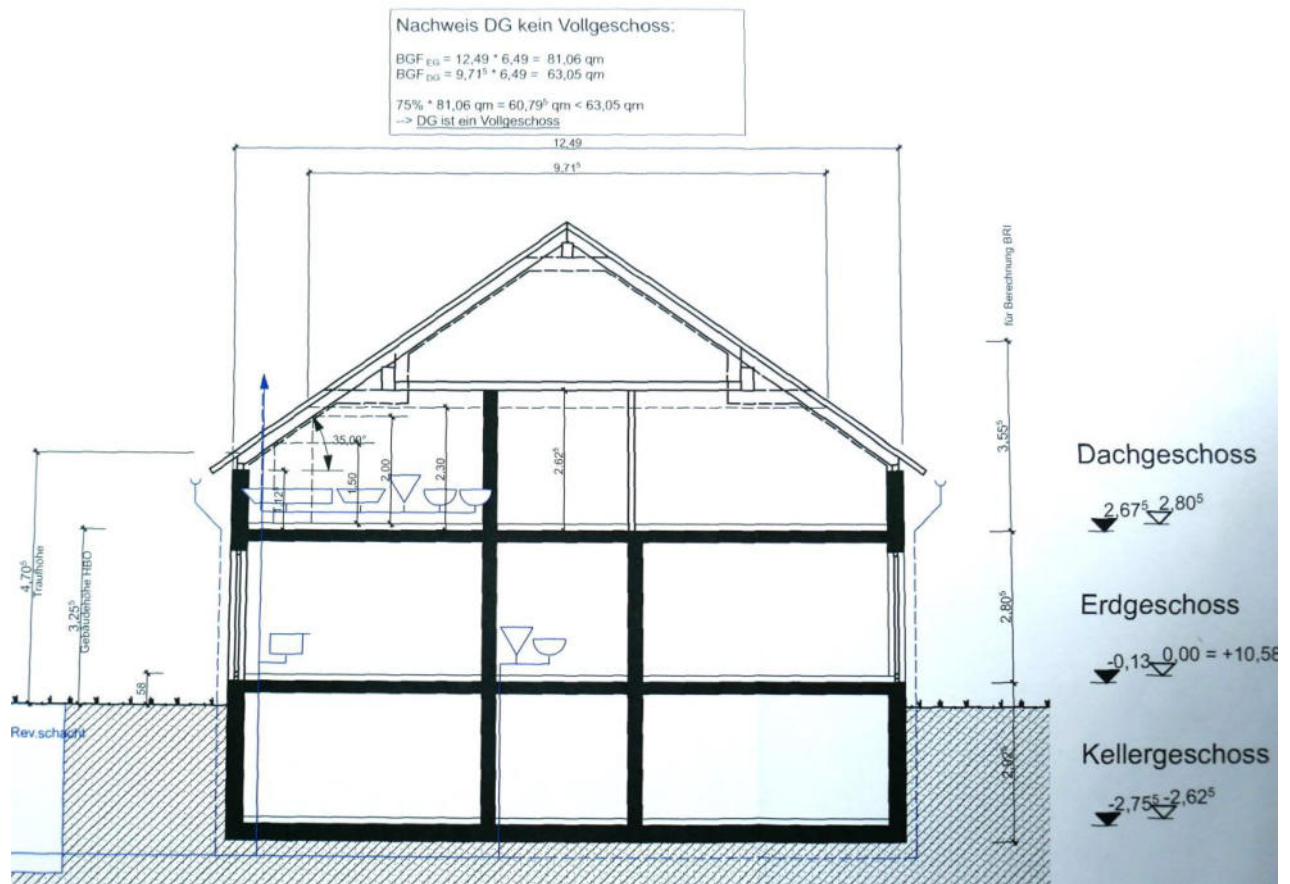 Nachweis DG kein Vollgeschoss:
BGF EG = 12,49 * 6,49 = 81,06 qm
BGF DG = 9,71⁵ * 6,49 = 63,05 qm
75% * 81,06 qm = 60,79⁵ qm < 63,05 qm
--> DG ist ein Vollgeschoss
12,49
9,71⁵
für Berechnung BRI
3,55⁵
35,00°
1,12⁵
1,50
2,00
2,30
2,62⁵
Dachgeschoss
2,67⁵ 2,80⁵
4,70⁵
Traufhöhe
3,25⁵
Gebäudehöhe HBO
58
2,80⁵
Erdgeschoss
-0,13 0,00 = +10,58
Rev.schacht
2,92⁵
Kellergeschoss
-2,75⁵ -2,62⁵